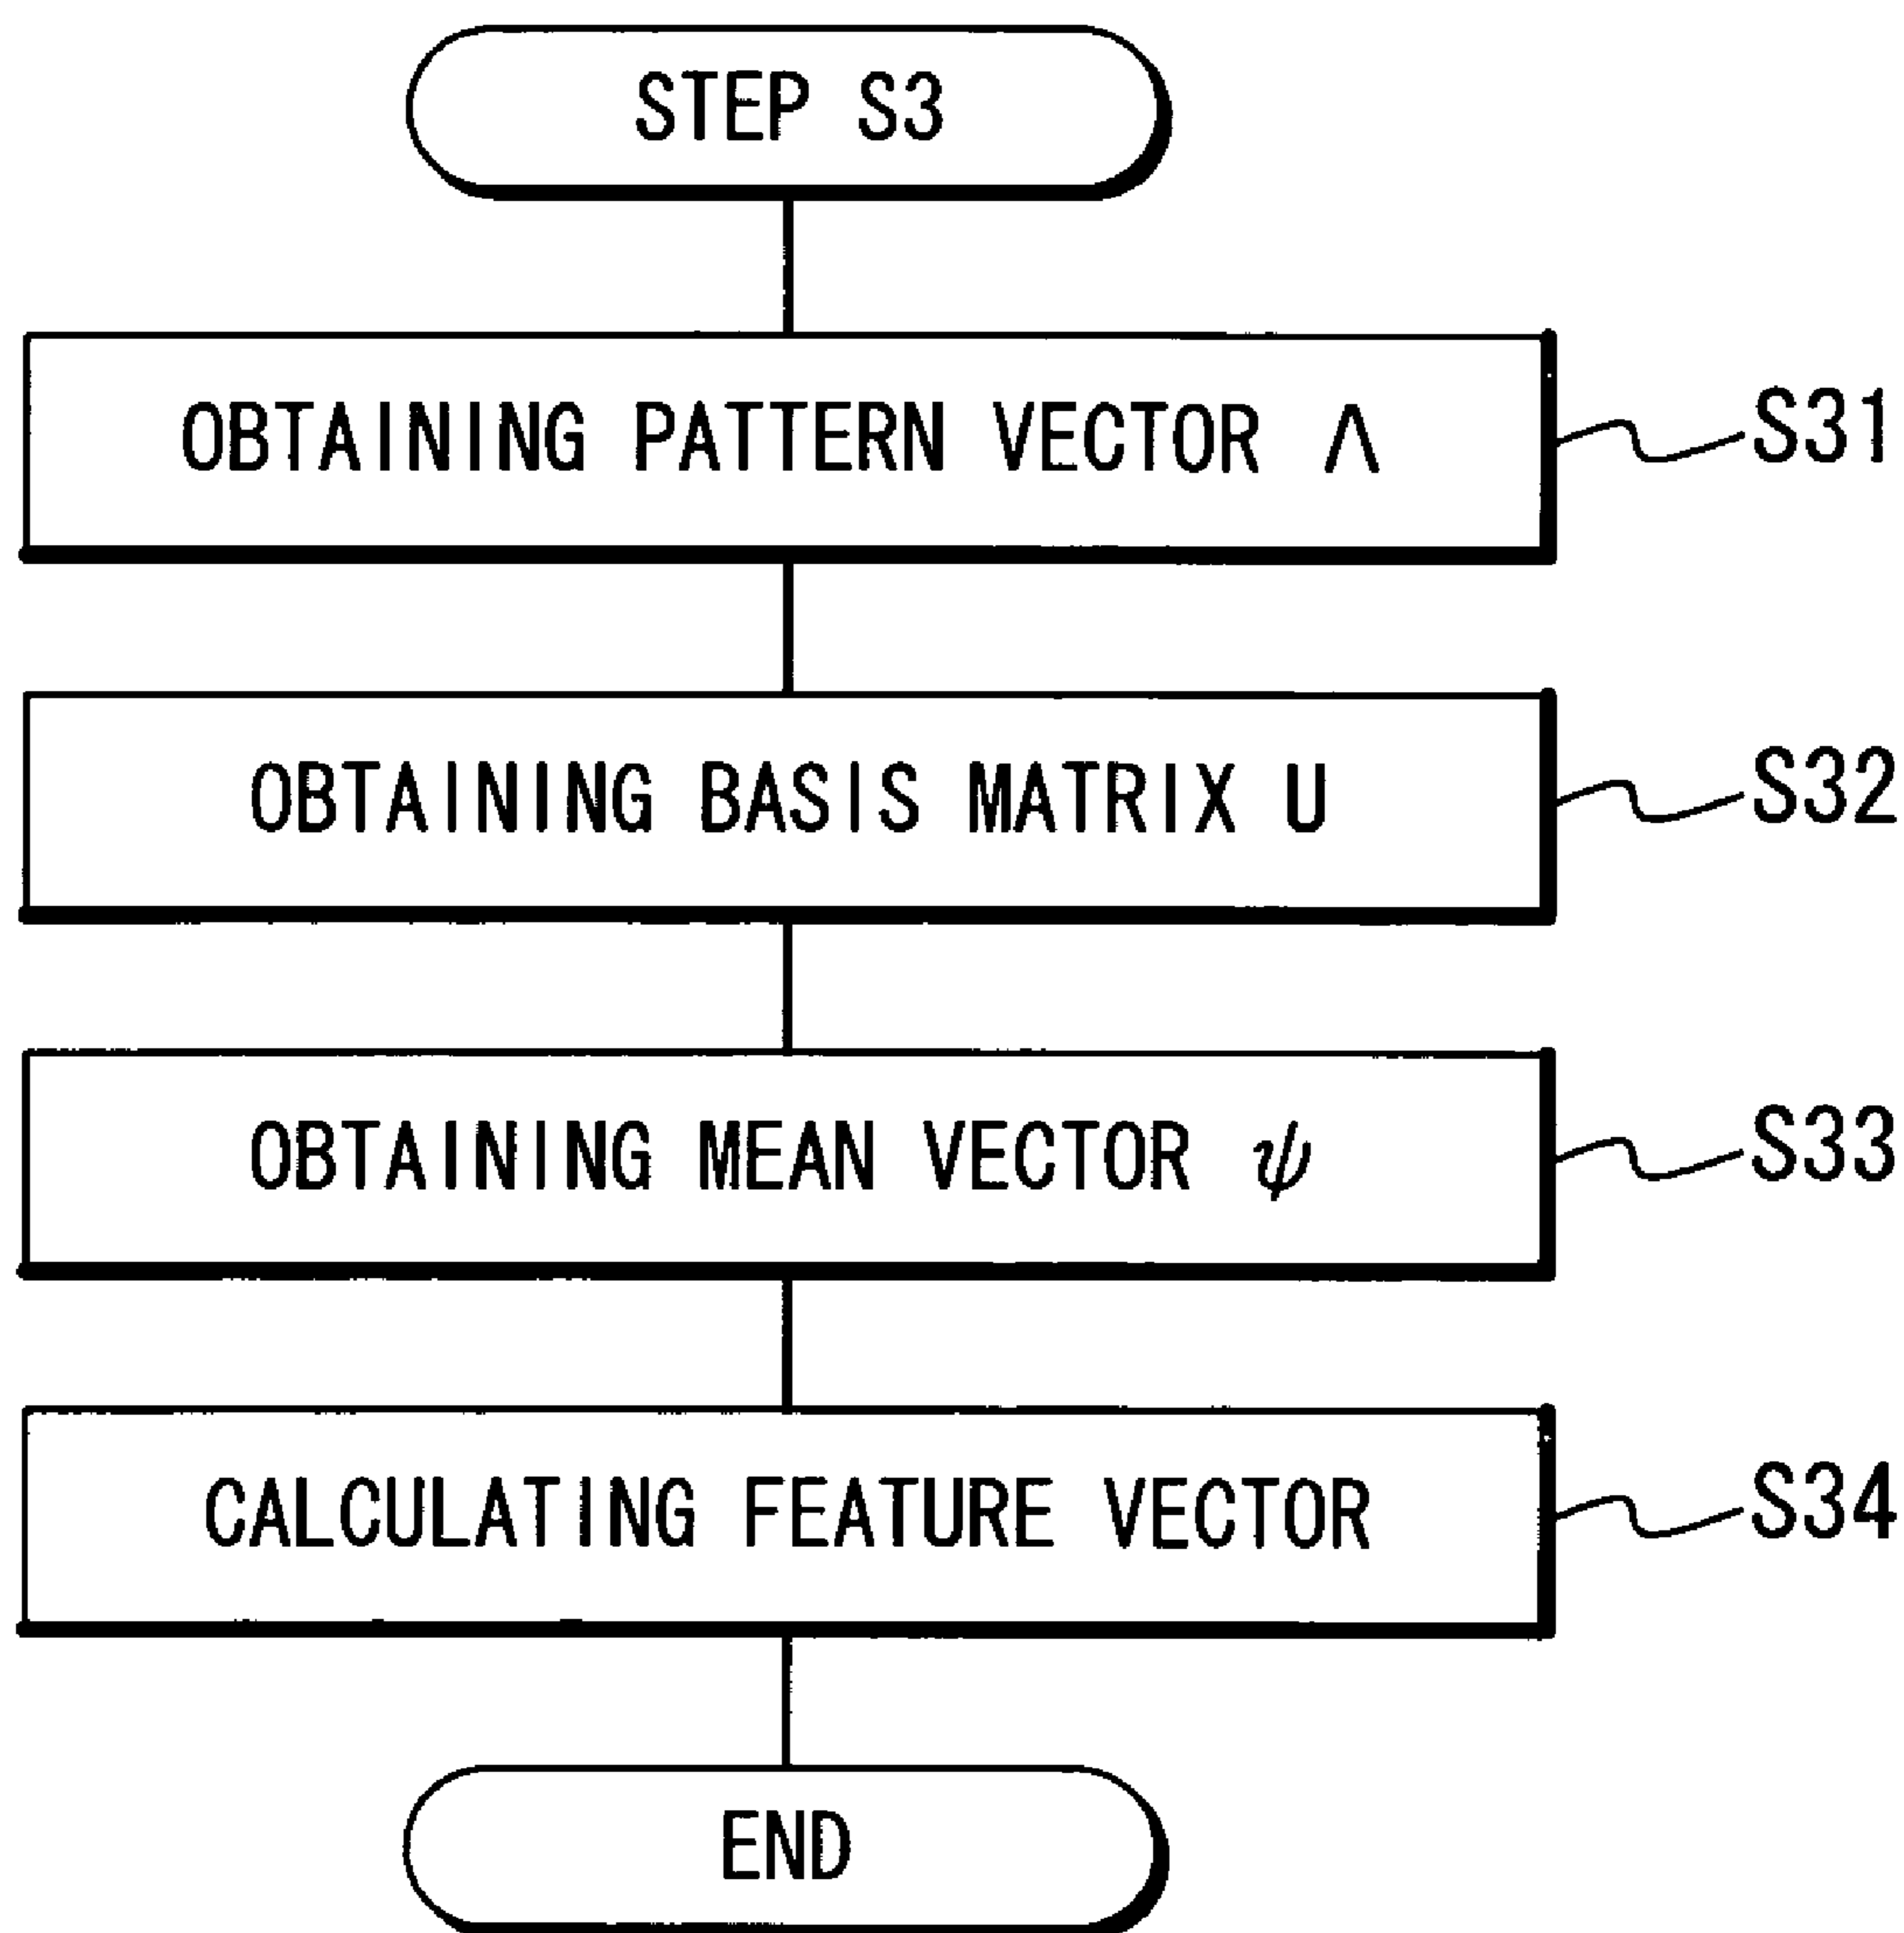 STEP S3
OBTAINING PATTERN VECTOR Λ
S31
OBTAINING BASIS MATRIX U
S32
OBTAINING MEAN VECTOR ψ
S33
CALCULATING FEATURE VECTOR
S34
END